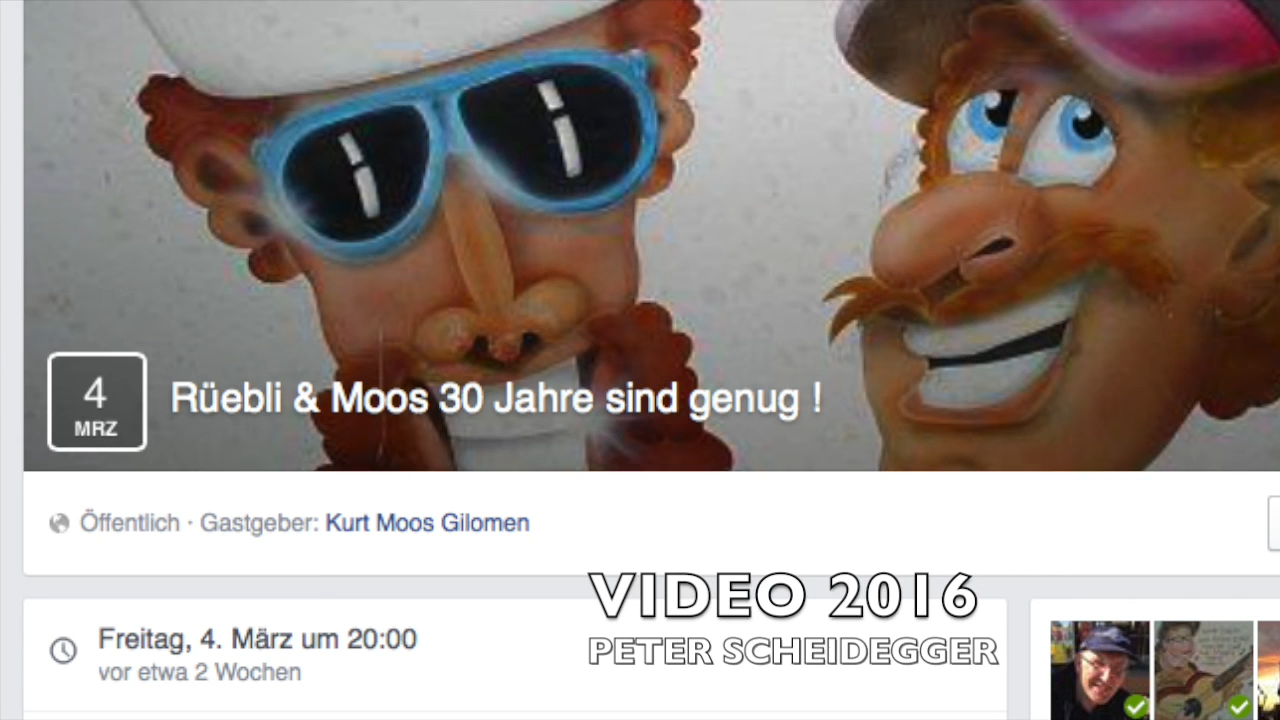 4
MRZ
Rüebli & Moos 30 Jahre sind genug !
Öffentlich · Gastgeber: Kurt Moos Gilomen
VIDEO 2016
PETER SCHEIDEGGER
Freitag, 4. März um 20:00
vor etwa 2 Wochen